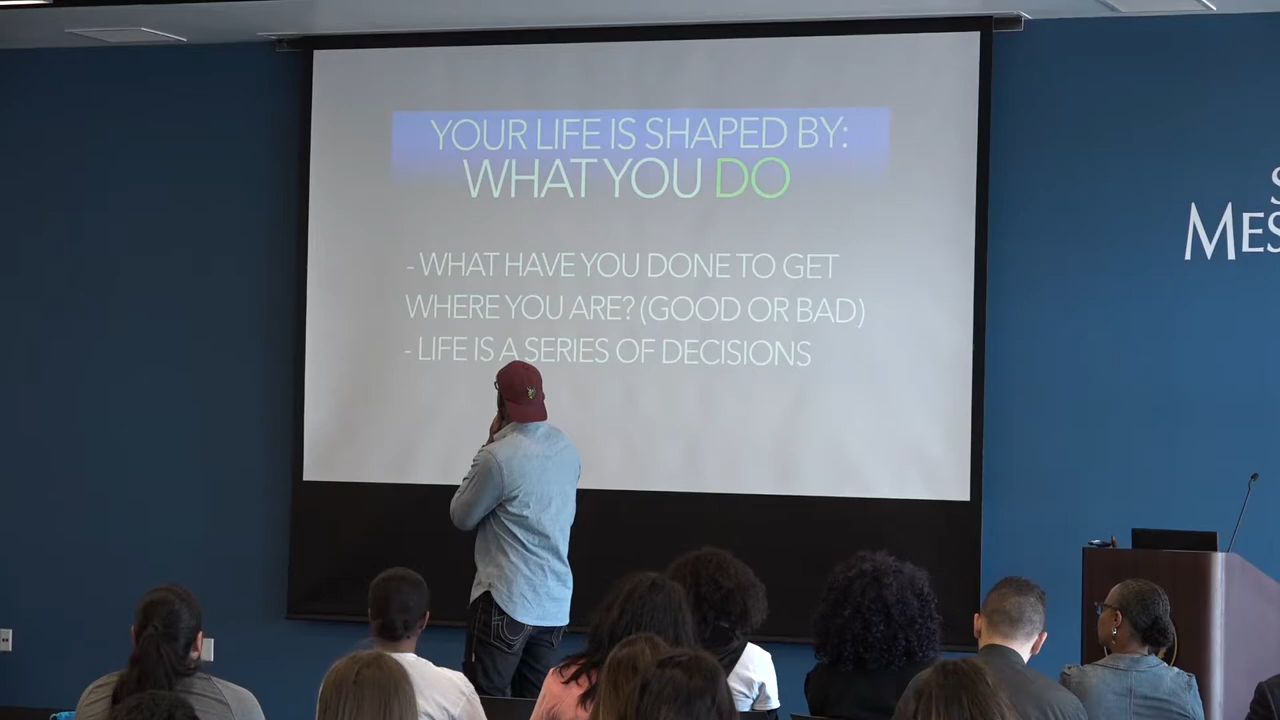 YOUR LIFE IS SHAPED BY:
WHAT YOU DO
- WHAT HAVE YOU DONE TO GET
WHERE YOU ARE? (GOOD OR BAD)
- LIFE IS A SERIES OF DECISIONS